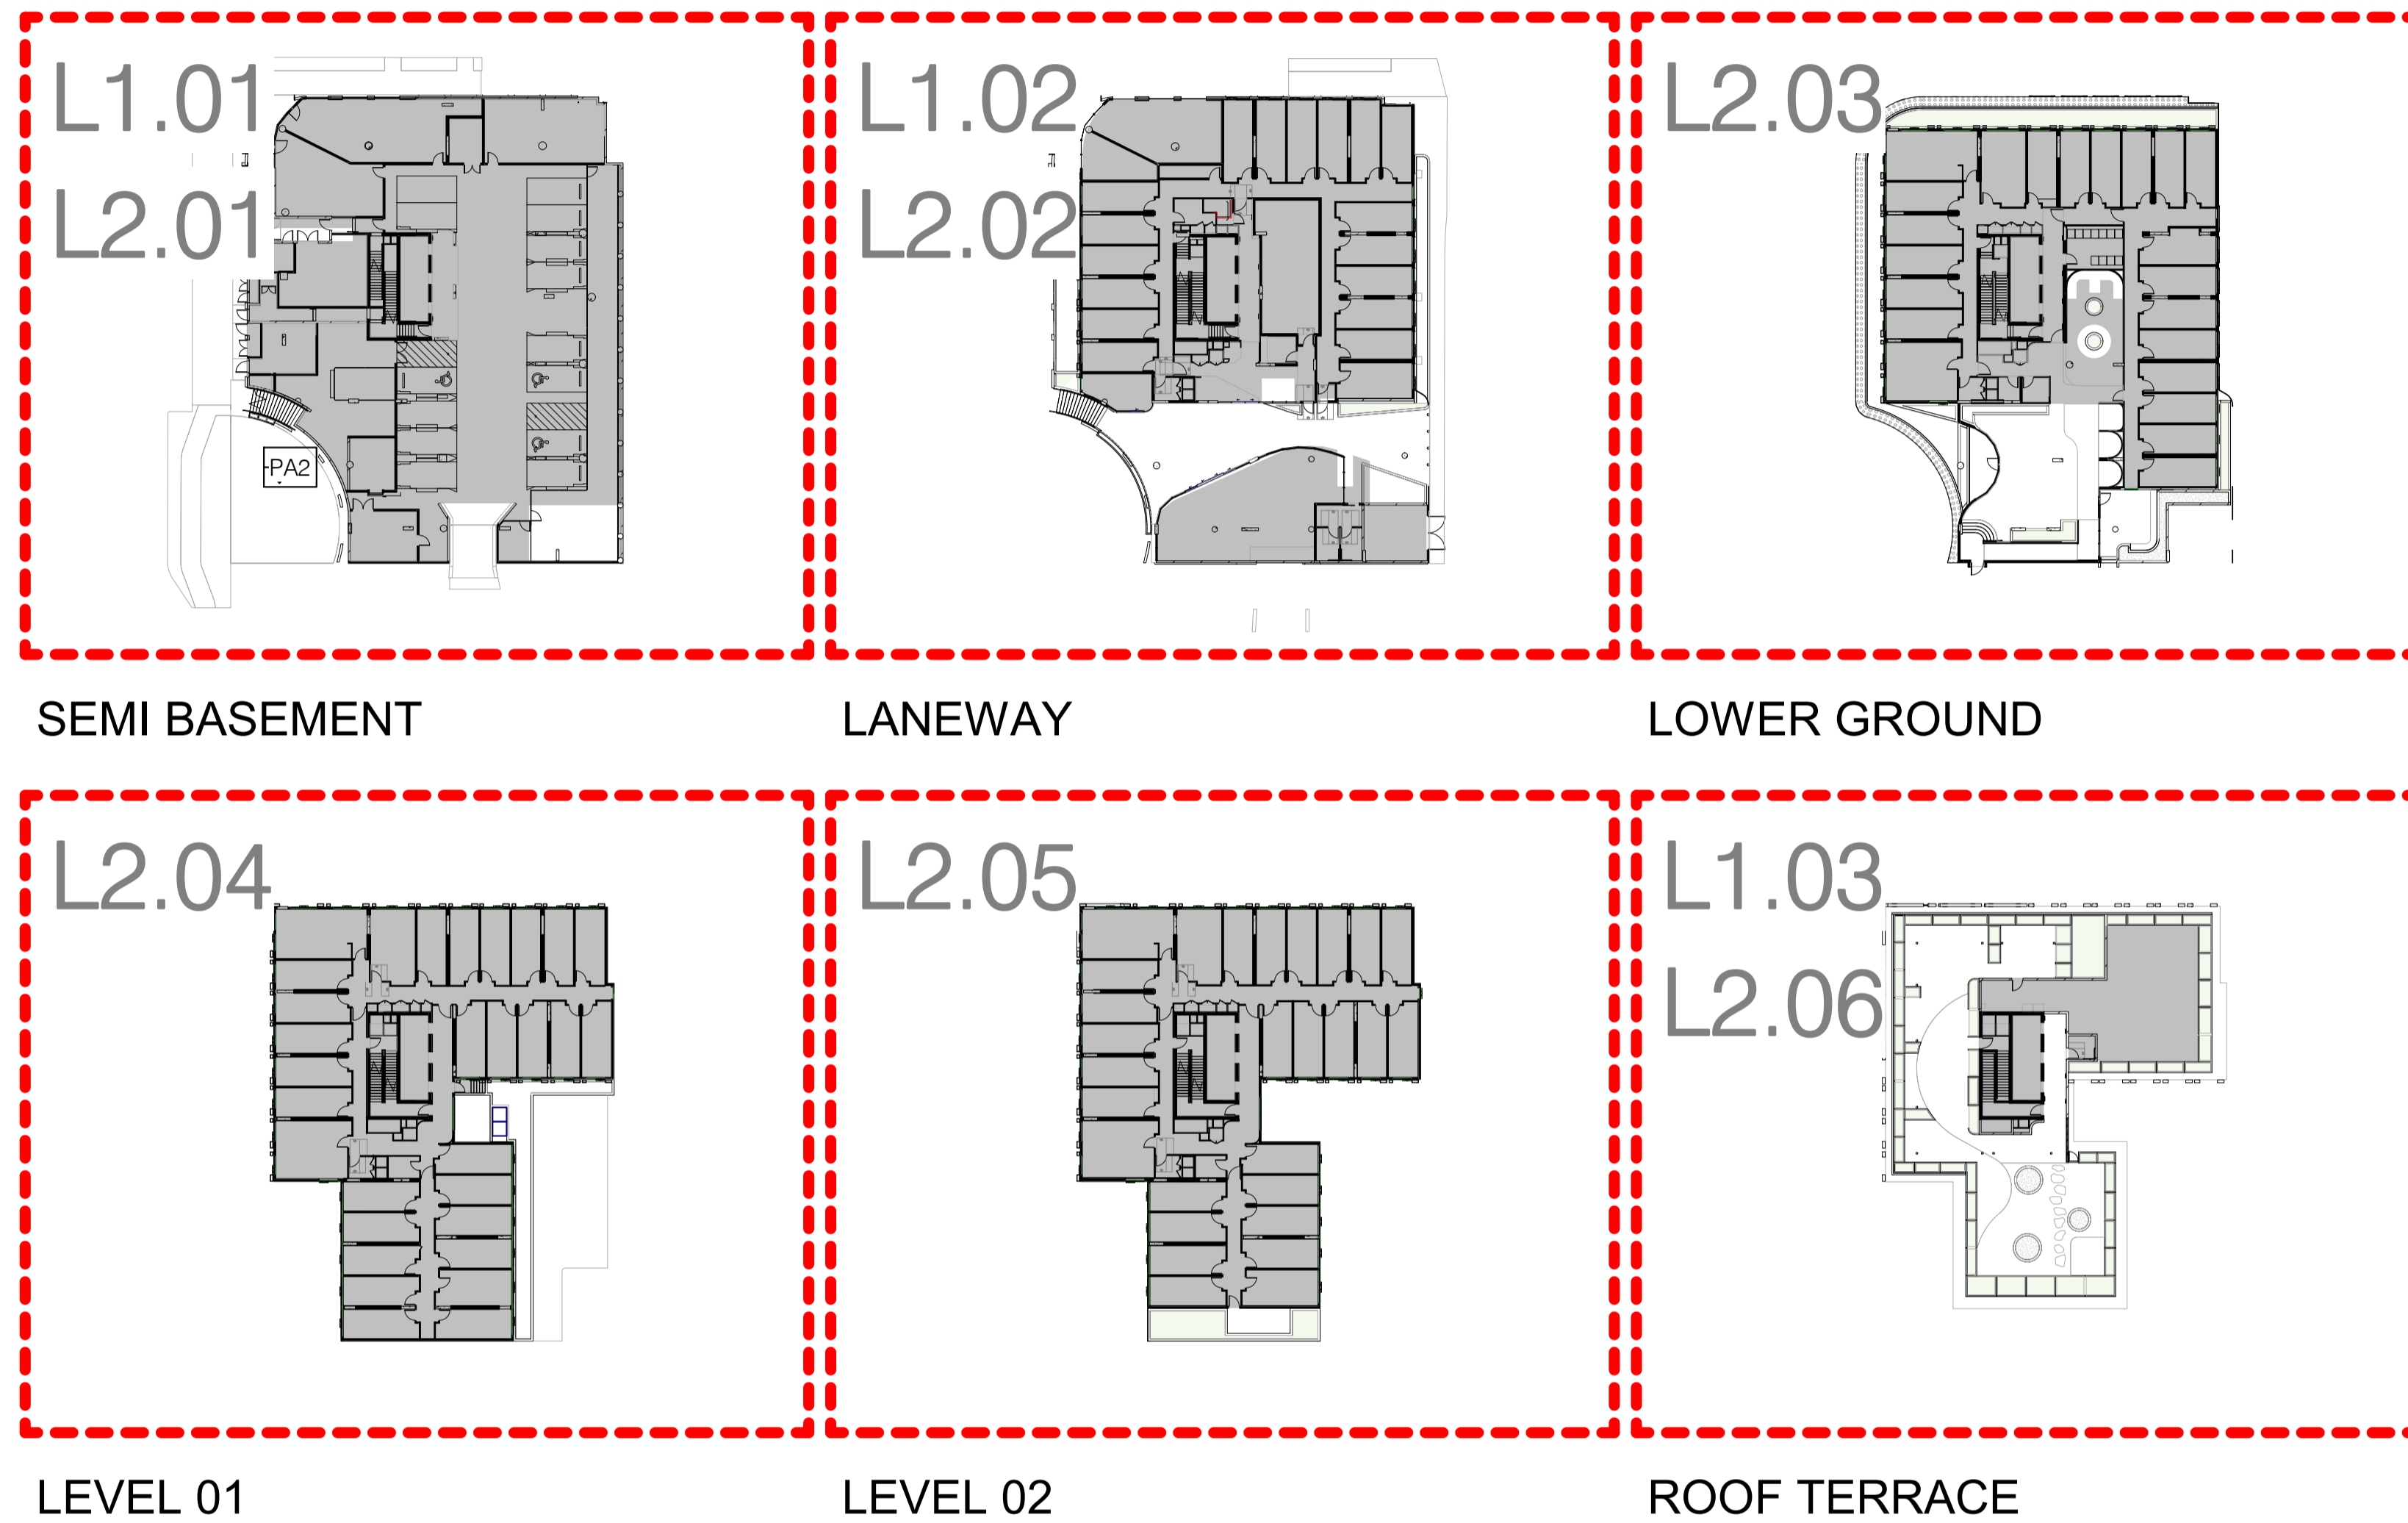 L1.01
L2.01
PA2
L1.02
L2.02
L2.03
SEMI BASEMENT
LANEWAY
LOWER GROUND
L2.04
L2.05
L1.03
L2.06
LEVEL 01
LEVEL 02
ROOF TERRACE